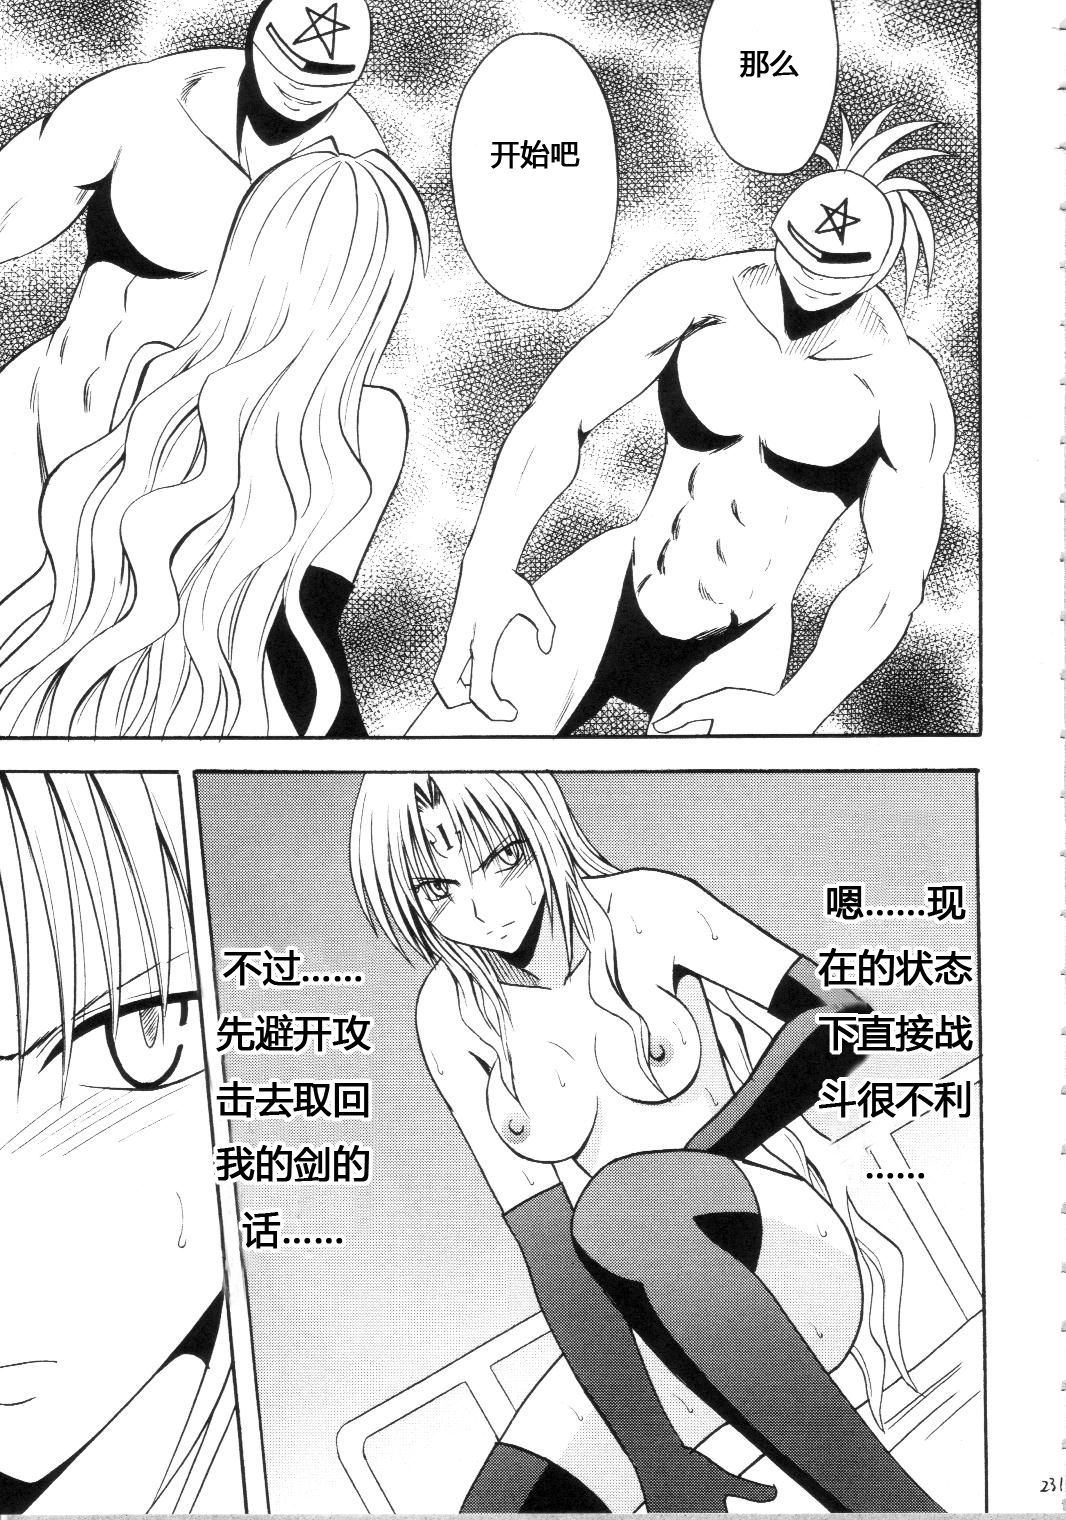 那么
开始吧
嗯……现
在的状态
下直接战
斗很不利
……
不过……
先避开攻
击去取回
我的剑的
话……
231